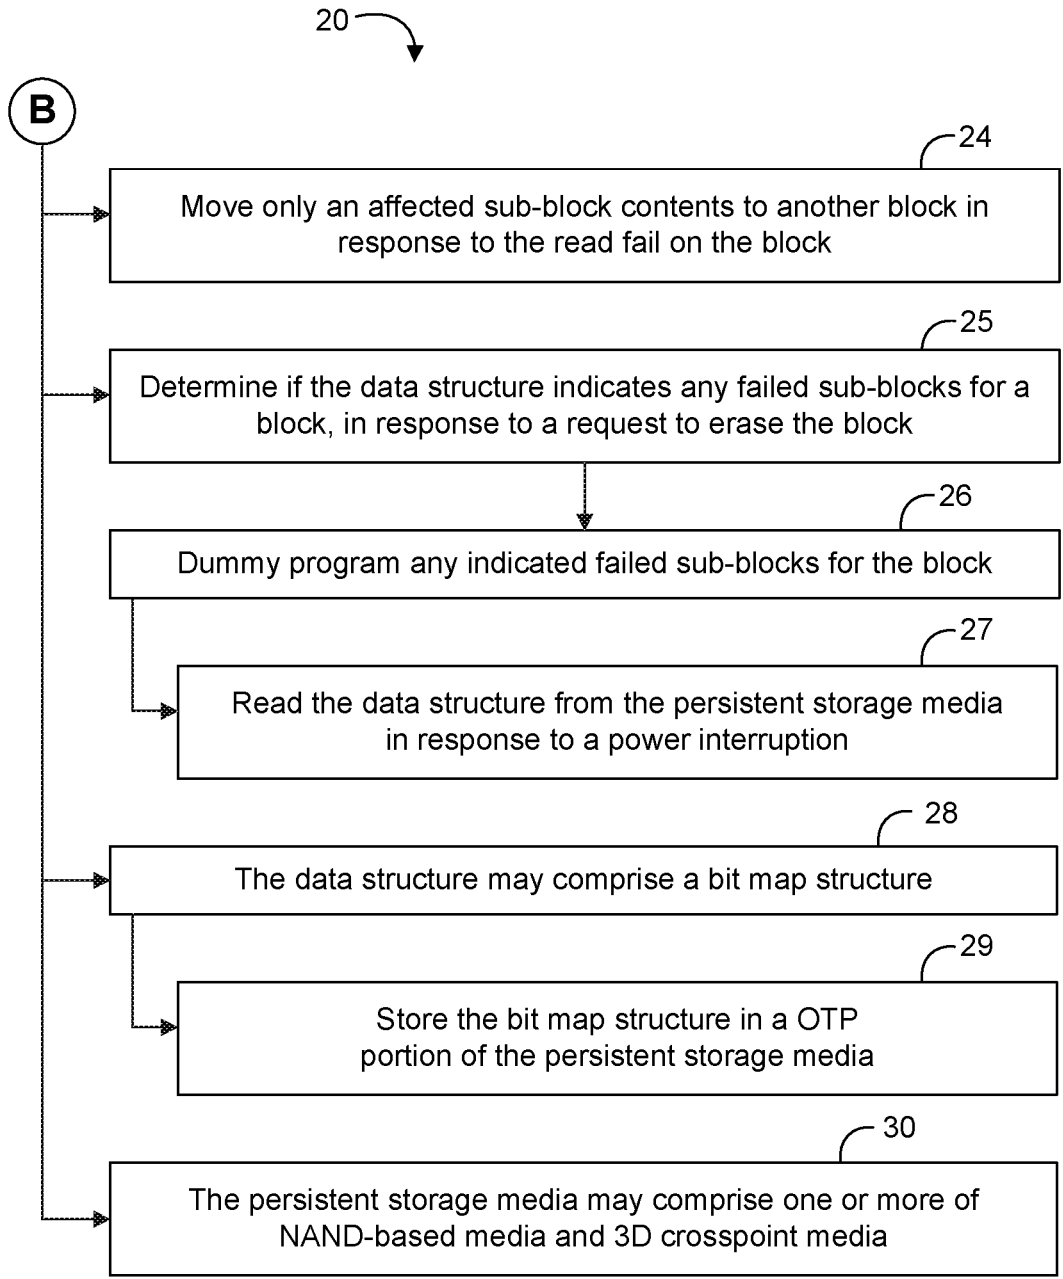 20
B
24
Move only an affected sub-block contents to another block in
response to the read fail on the block
25
Determine if the data structure indicates any failed sub-blocks for a
block, in response to a request to erase the block
26
Dummy program any indicated failed sub-blocks for the block
27
Read the data structure from the persistent storage media
in response to a power interruption
28
The data structure may comprise a bit map structure
29
Store the bit map structure in a OTP
portion of the persistent storage media
30
The persistent storage media may comprise one or more of
NAND-based media and 3D crosspoint media